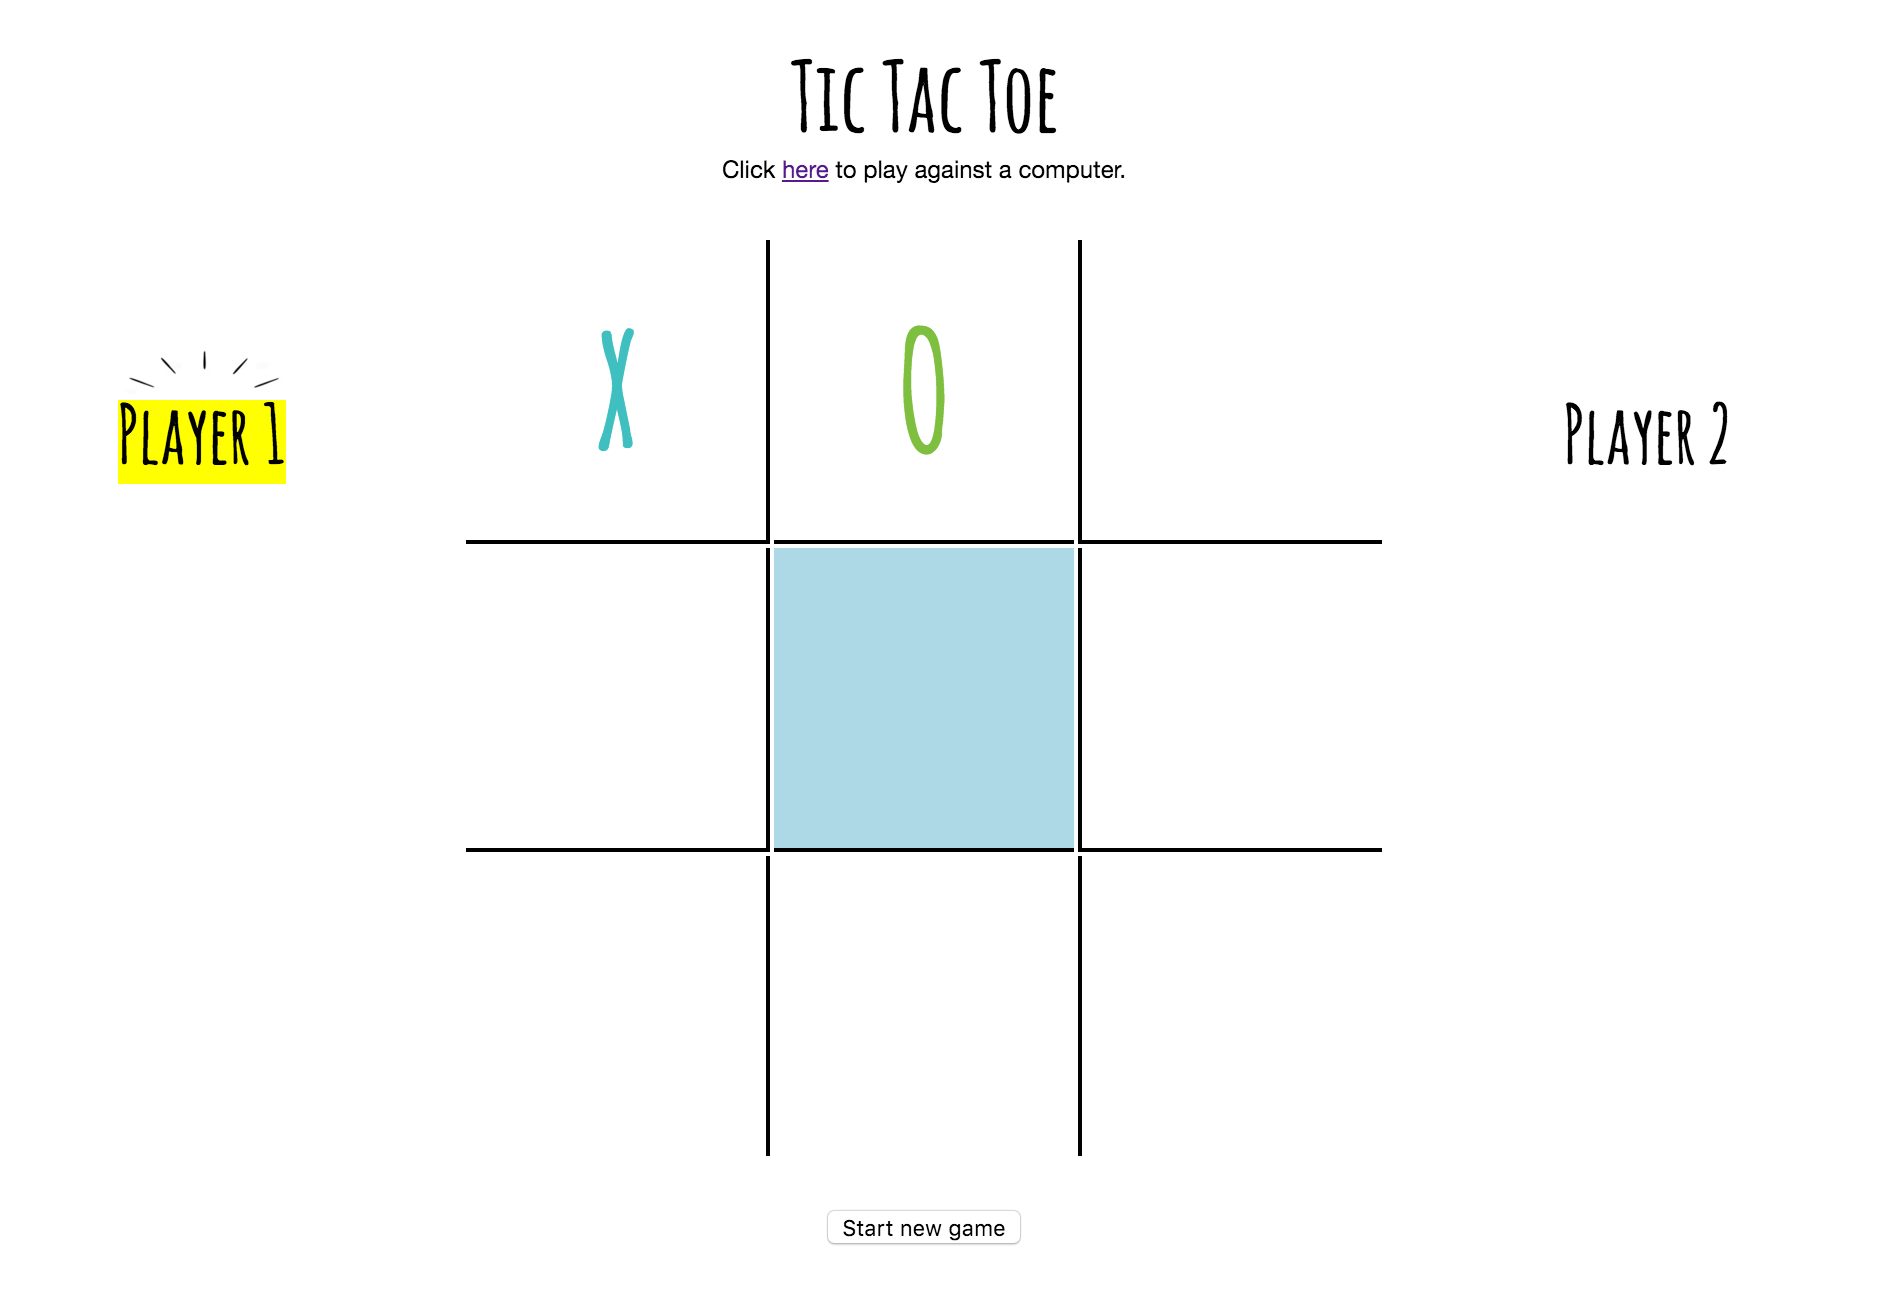 Tic Tac Toe
Click here to play against a computer.
X O
Player 1
Player 2
Start new game